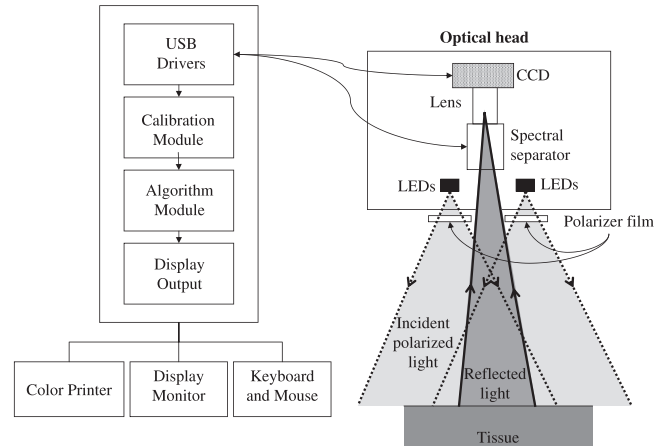 USB
Drivers
Calibration
Module
Algorithm
Module
Display
Output
Color Printer
Display
Monitor
Keyboard
and Mouse
Optical head
CCD
Lens
Spectral
separator
LEDs
LEDs
Polarizer film
Incident
polarized
light
Reflected
light
Tissue